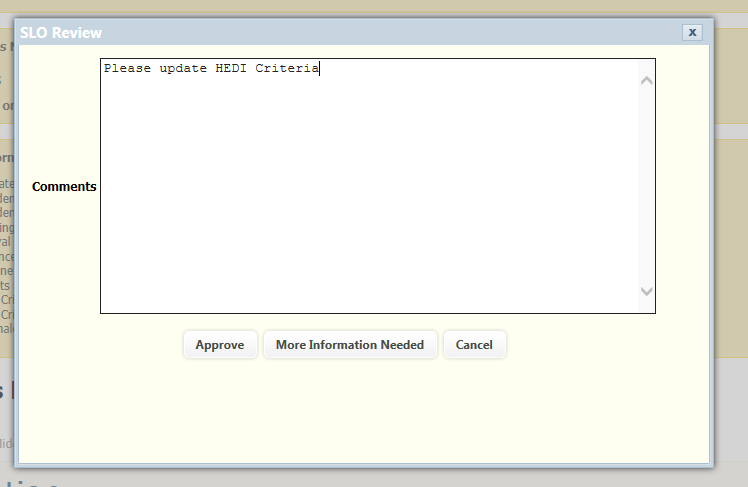 SLO Review
x
Please update HEDI Criteria
Comments
Approve
More Information Needed
Cancel